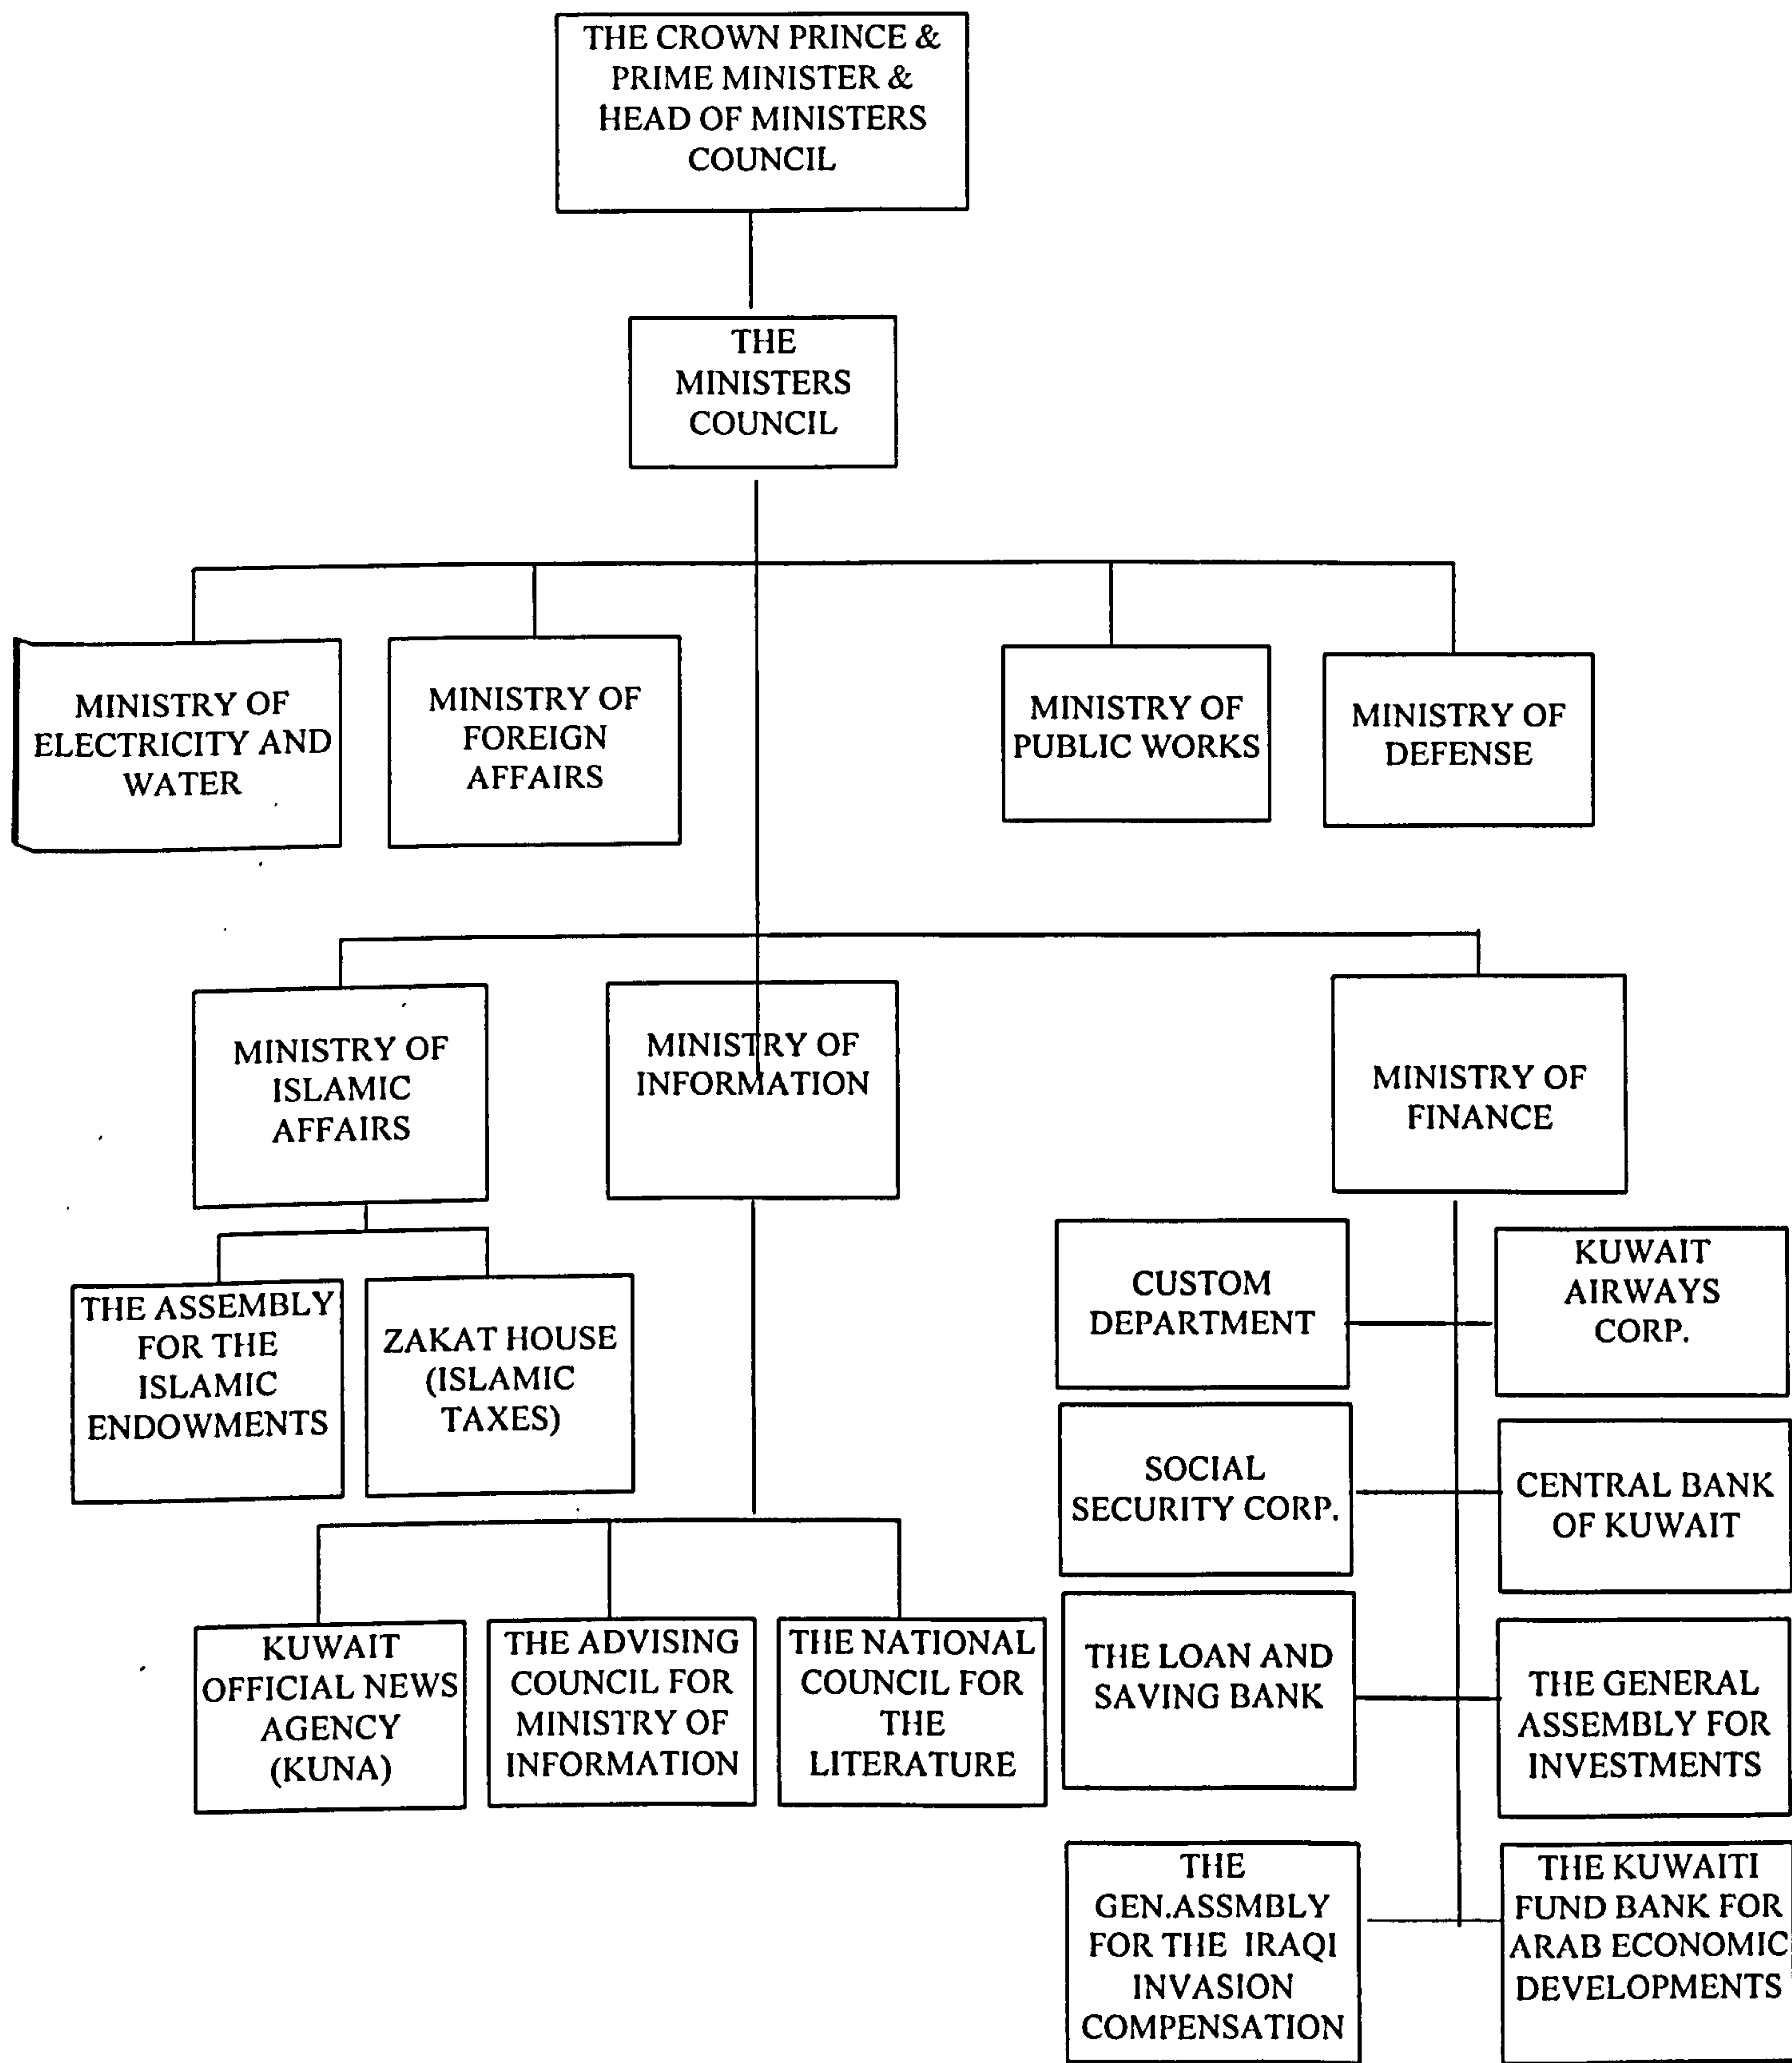 THE CROWN PRINCE &
PRIME MINISTER &
HEAD OF MINISTERS
COUNCIL
THE
MINISTERS
COUNCIL
MINISTRY OF
ELECTRICITY AND
WATER
MINISTRY OF
FOREIGN
AFFAIRS
MINISTRY OF
PUBLIC WORKS
MINISTRY OF
DEFENSE
MINISTRY OF
ISLAMIC
AFFAIRS
MINISTRY OF
INFORMATION
MINISTRY OF
FINANCE
THE ASSEMBLY
FOR THE
ISLAMIC
ENDOWMENTS
ZAKAT HOUSE
(ISLAMIC
TAXES)
CUSTOM
DEPARTMENT
KUWAIT
AIRWAYS
CORP.
SOCIAL
SECURITY CORP.
CENTRAL BANK
OF KUWAIT
KUWAIT
OFFICIAL NEWS
AGENCY
(KUNA)
THE ADVISING
COUNCIL FOR
MINISTRY OF
INFORMATION
THE NATIONAL
COUNCIL FOR
THE
LITERATURE
THE LOAN AND
SAVING BANK
THE GENERAL
ASSEMBLY FOR
INVESTMENTS
THE
GEN.ASSMBLY
FOR THE IRAQI
INVASION
COMPENSATION
THE KUWAITI
FUND BANK FOR
ARAB ECONOMIC
DEVELOPMENTS